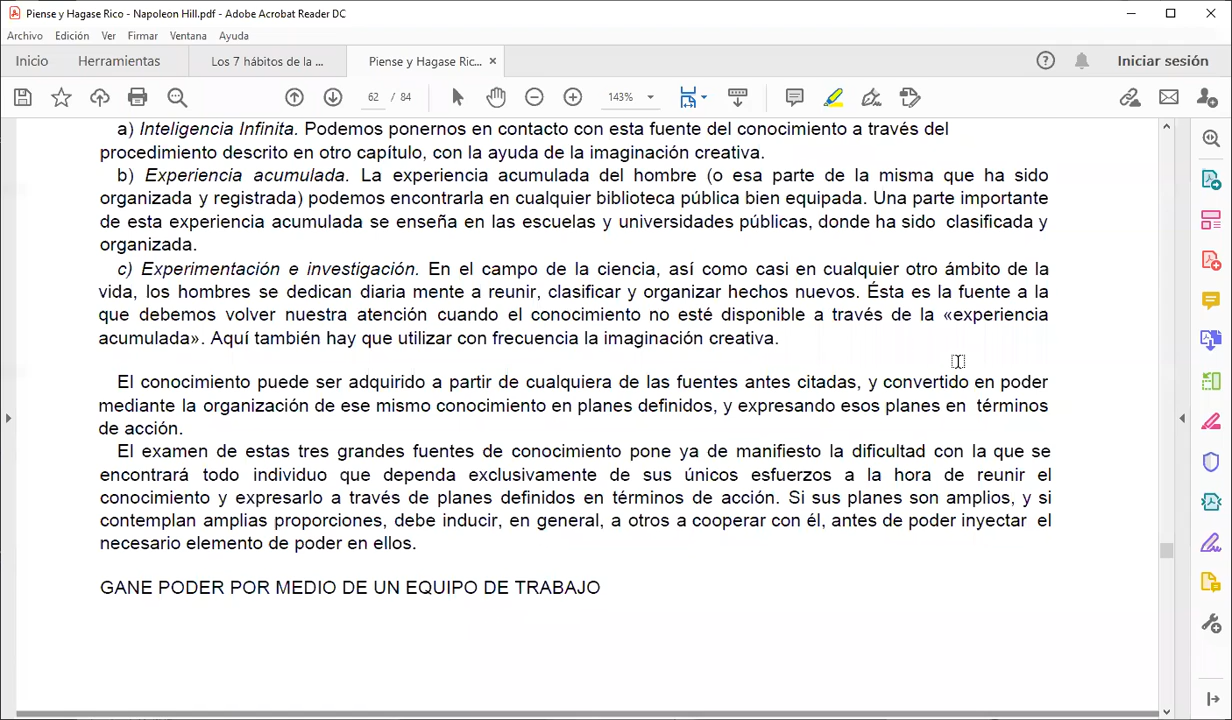 Piense y Hagase Rico - Napoleon Hill.pdf - Adobe Acrobat Reader DC
Archivo Edición Ver Firmar Ventana Ayuda
Inicio Herramientas Los 7 hábitos de la ... Piense y Hagase Ric... × Iniciar sesión
62 / 84 143%
a) Inteligencia Infinita. Podemos ponernos en contacto con esta fuente del conocimiento a través del
procedimiento descrito en otro capítulo, con la ayuda de la imaginación creativa.
b) Experiencia acumulada. La experiencia acumulada del hombre (o esa parte de la misma que ha sido
organizada y registrada) podemos encontrarla en cualquier biblioteca pública bien equipada. Una parte importante
de esta experiencia acumulada se enseña en las escuelas y universidades públicas, donde ha sido clasificada y
organizada.
c) Experimentación e investigación. En el campo de la ciencia, así como casi en cualquier otro ámbito de la
vida, los hombres se dedican diaria mente a reunir, clasificar y organizar hechos nuevos. Ésta es la fuente a la
que debemos volver nuestra atención cuando el conocimiento no esté disponible a través de la «experiencia
acumulada». Aquí también hay que utilizar con frecuencia la imaginación creativa.
El conocimiento puede ser adquirido a partir de cualquiera de las fuentes antes citadas, y convertido en poder
mediante la organización de ese mismo conocimiento en planes definidos, y expresando esos planes en términos
de acción.
El examen de estas tres grandes fuentes de conocimiento pone ya de manifiesto la dificultad con la que se
encontrará todo individuo que dependa exclusivamente de sus únicos esfuerzos a la hora de reunir el
conocimiento y expresarlo a través de planes definidos en términos de acción. Si sus planes son amplios, y si
contemplan amplias proporciones, debe inducir, en general, a otros a cooperar con él, antes de poder inyectar el
necesario elemento de poder en ellos.
GANE PODER POR MEDIO DE UN EQUIPO DE TRABAJO